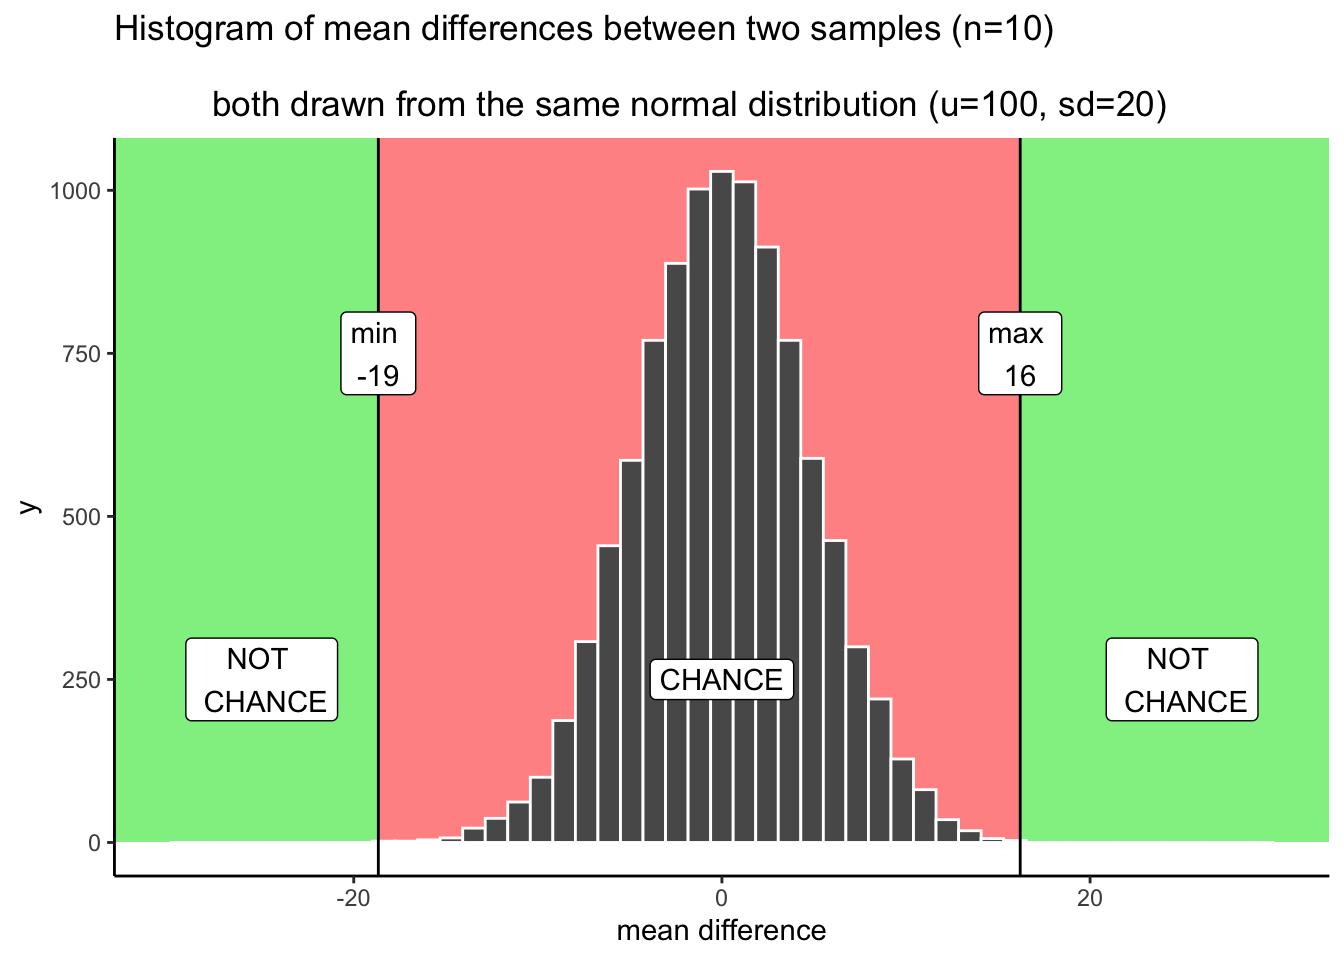 Histogram of mean differences between two samples (n=10)
both drawn from the same normal distribution (u=100, sd=20)
1000
750
500
250
0
y
min
-19
max
16
NOT
CHANCE
CHANCE
NOT
CHANCE
-20
0
20
mean difference